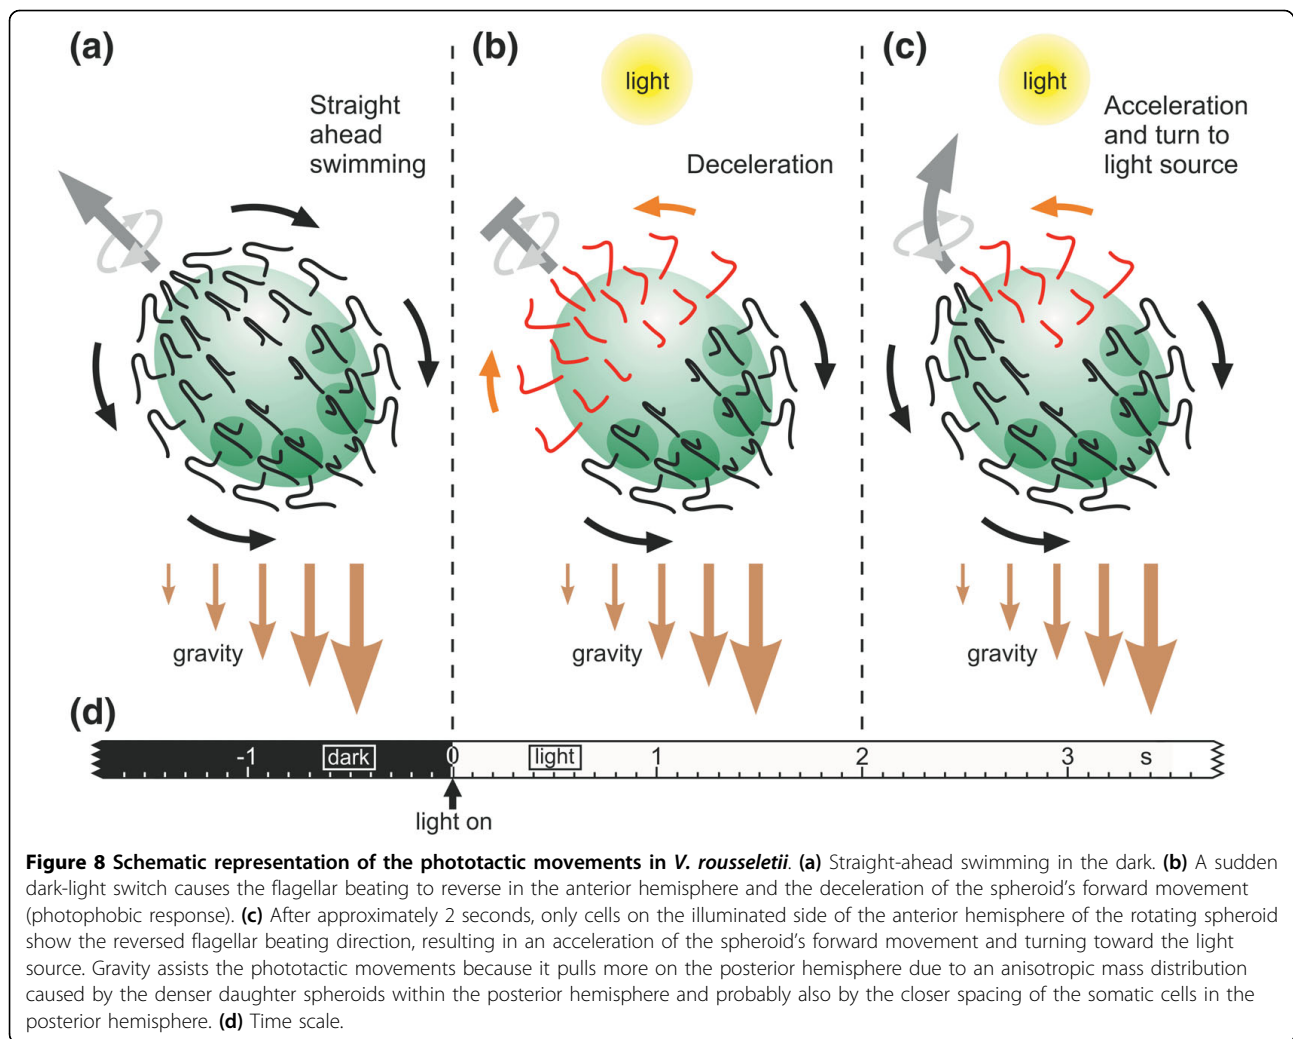 (a)
Straight
ahead
swimming
(b)
light
Deceleration
(c)
light
Acceleration
and turn to
light source
gravity
gravity
gravity
(d)
-1 dark 0 light 1 2 3 s
light on
Figure 8 Schematic representation of the phototactic movements in V. rousseletii. (a) Straight-ahead swimming in the dark. (b) A sudden
dark-light switch causes the flagellar beating to reverse in the anterior hemisphere and the deceleration of the spheroid's forward movement
(photophobic response). (c) After approximately 2 seconds, only cells on the illuminated side of the anterior hemisphere of the rotating spheroid
show the reversed flagellar beating direction, resulting in an acceleration of the spheroid's forward movement and turning toward the light
source. Gravity assists the phototactic movements because it pulls more on the posterior hemisphere due to an anisotropic mass distribution
caused by the denser daughter spheroids within the posterior hemisphere and probably also by the closer spacing of the somatic cells in the
posterior hemisphere. (d) Time scale.